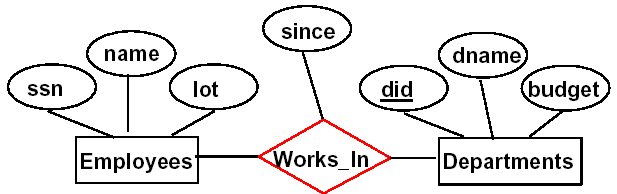 since
name
dname
ssn
lot
did
budget
Employees
Works_In
Departments